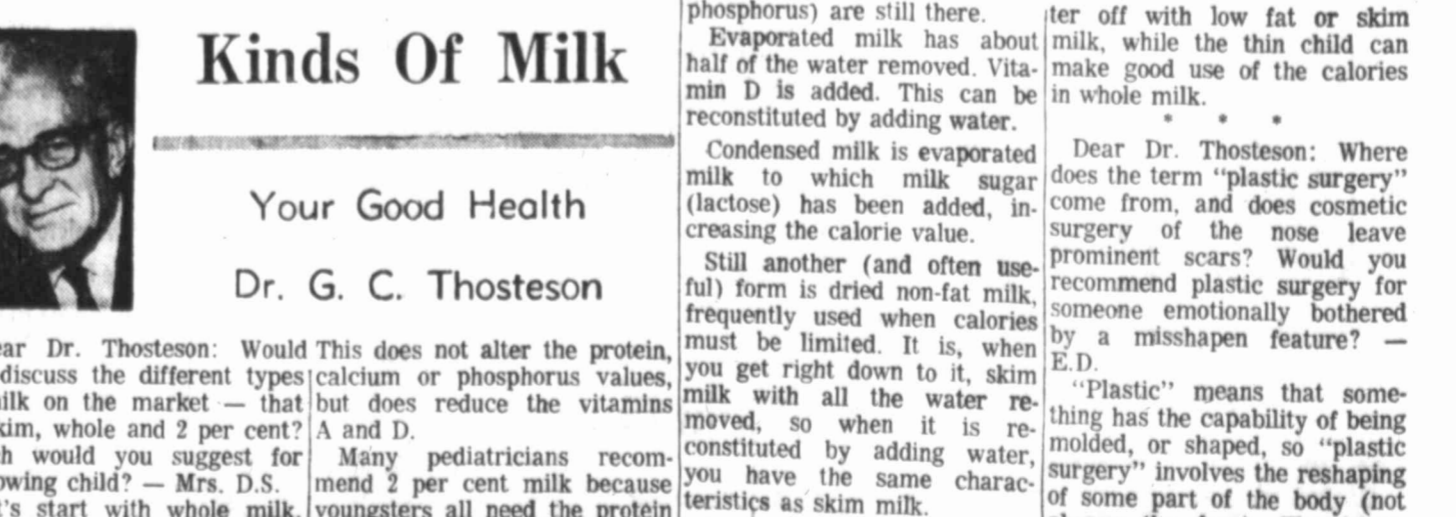 Kinds Of Milk
Your Good Health
Dr. G. C. Thosteson
ar Dr. Thosteson: Would
discuss the different types
ilk on the market — that
kim, whole and 2 per cent?
h would you suggest for
owing child? — Mrs. D.S.
's start with whole milk.
This does not alter the protein,
calcium or phosphorus values,
but does reduce the vitamins
A and D.
Many pediatricians recom-
mend 2 per cent milk because
youngsters all need the protein
phosphorus) are still there.
Evaporated milk has about
half of the water removed. Vita-
min D is added. This can be
reconstituted by adding water.
Condensed milk is evaporated
milk to which milk sugar
(lactose) has been added, in-
creasing the calorie value.
Still another (and often use-
ful) form is dried non-fat milk,
frequently used when calories
must be limited. It is, when
you get right down to it, skim
milk with all the water re-
moved, so when it is re-
constituted by adding water,
you have the same charac-
teristics as skim milk.
ter off with low fat or skim
milk, while the thin child can
make good use of the calories
in whole milk.
* * *
Dear Dr. Thosteson: Where
does the term "plastic surgery"
come from, and does cosmetic
surgery of the nose leave
prominent scars? Would you
recommend plastic surgery for
someone emotionally bothered
by a misshapen feature? —
E.D.
"Plastic" means that some-
thing has the capability of being
molded, or shaped, so "plastic
surgery" involves the reshaping
of some part of the body (not